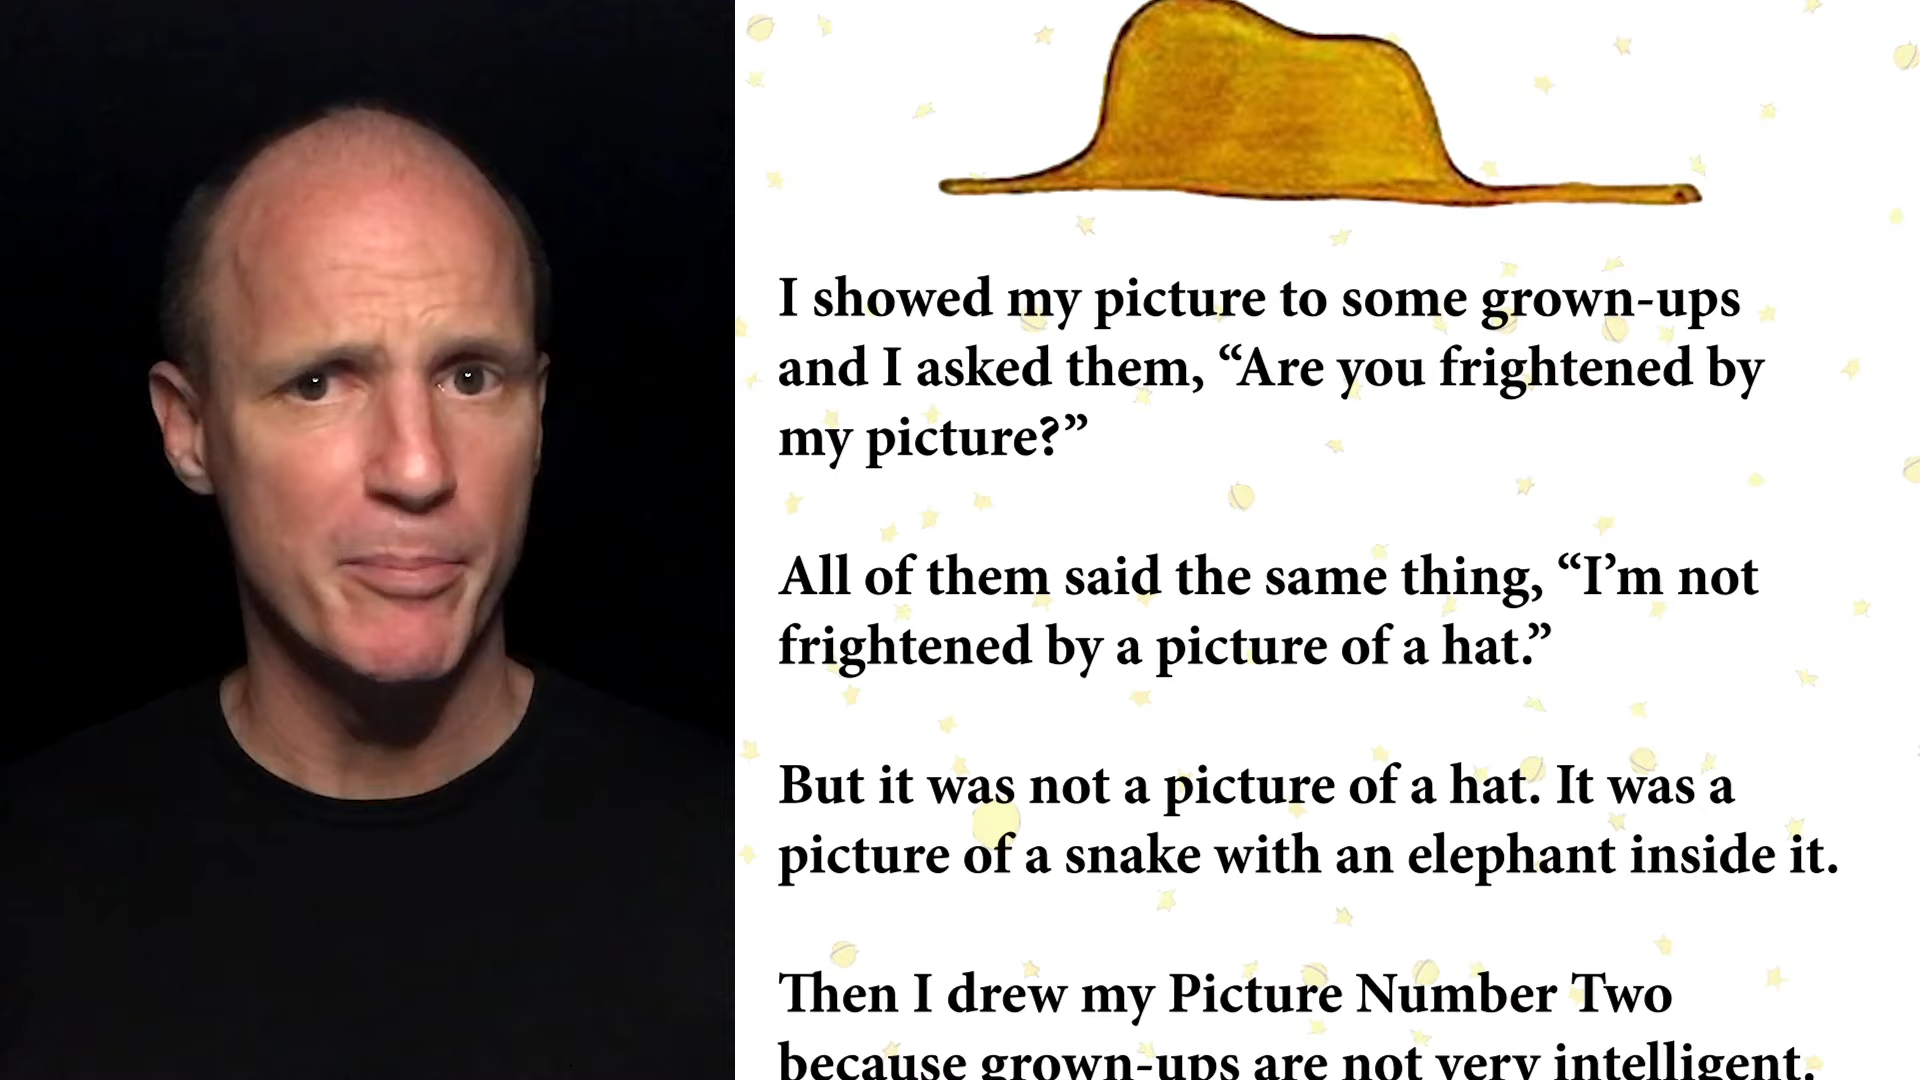 I showed my picture to some grown-ups
and I asked them, “Are you frightened by
my picture?”
All of them said the same thing, “I’m not
frightened by a picture of a hat.”
But it was not a picture of a hat. It was a
picture of a snake with an elephant inside it.
Then I drew my Picture Number Two
because grown-ups are not very intelligent.